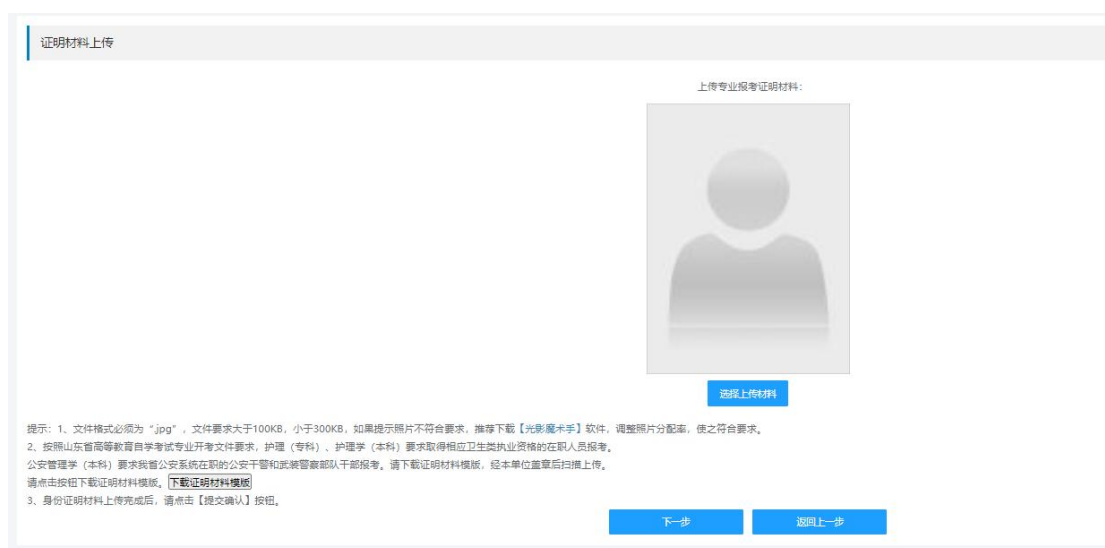 证明材料上传
上传专业报考证明材料：
选择上传材料
提示：1、文件格式必须为“.jpg”，文件要求大于100KB，小于300KB，如果提示照片不符合要求，推荐下载【光影魔术手】软件，调整照片分配率，使之符合要求。
2、按照山东省高等教育自学考试专业开考文件要求，护理（专科）、护理学（本科）要求取得相应卫生类执业资格的在职人员报考。
公安管理学（本科）要求我省公安系统在职的公安干警和武装警察部队干部报考。请下载证明材料模版，经本单位盖章后扫描上传。
请点击按钮下载证明材料模版。 下载证明材料模版
3、身份证明材料上传完成后，请点击【提交确认】按钮。
下一步 返回上一步